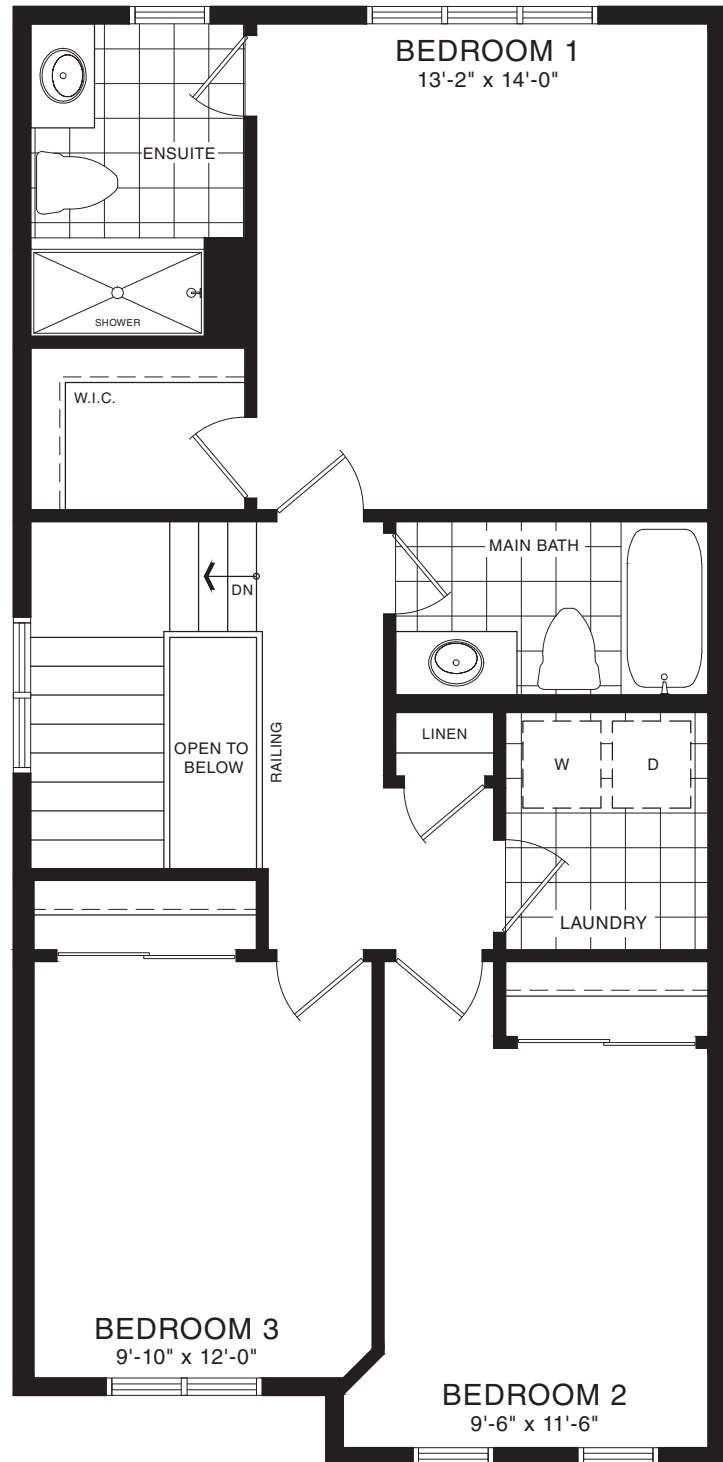 BEDROOM 1
13'-2" x 14'-0"
ENSUITE
SHOWER
W.I.C.
MAIN BATH
DN
OPEN TO
BELOW
RAILING
LINEN
W
D
LAUNDRY
BEDROOM 3
9'-10" x 12'-0"
BEDROOM 2
9'-6" x 11'-6"